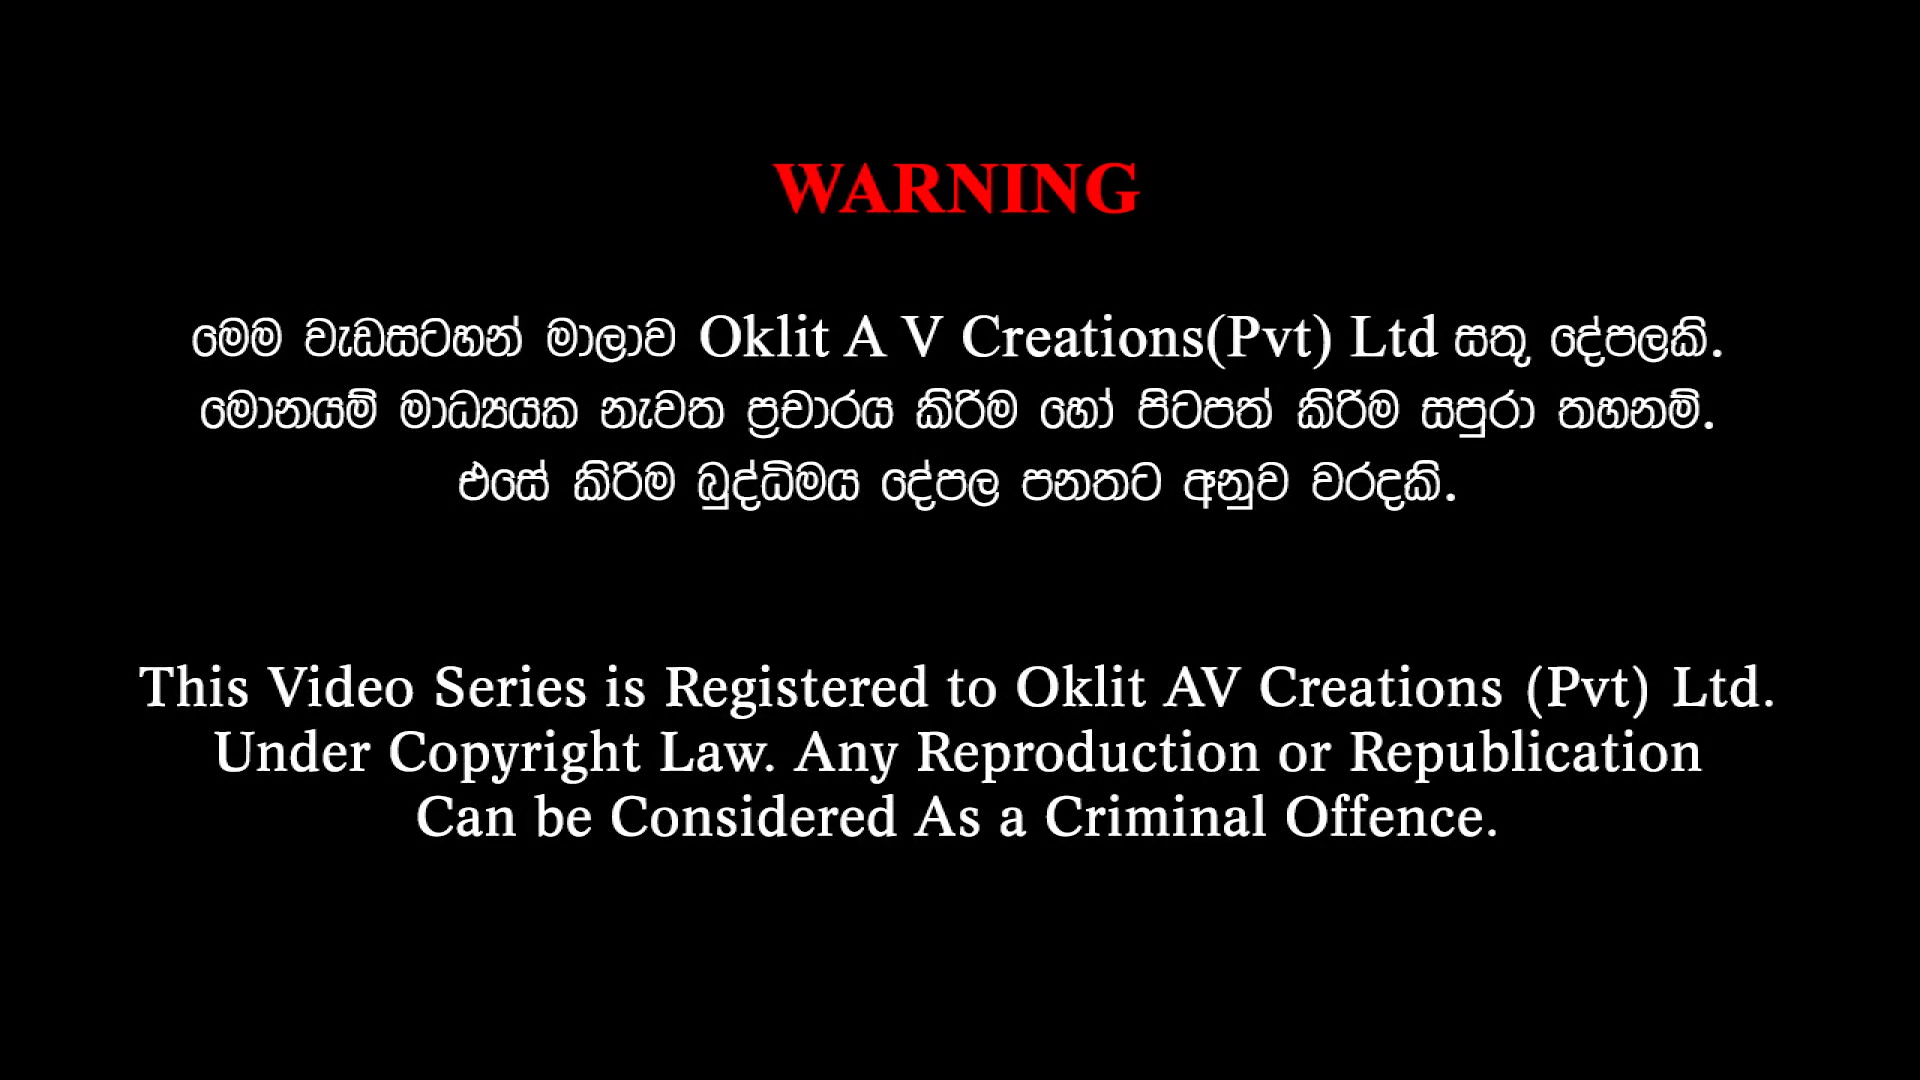 WARNING
මෙම වැඩසටහන් මාලාව Oklit A V Creations(Pvt) Ltd සතු දේපලකි.
මොනයම් මාධ්‍යයක නැවත ප්‍රචාරය කිරිම හෝ පිටපත් කිරිම සපුරා තහනම්.
එසේ කිරිම බුද්ධිමය දේපල පනතට අනුව වරදකි.
This Video Series is Registered to Oklit AV Creations (Pvt) Ltd.
Under Copyright Law. Any Reproduction or Republication
Can be Considered As a Criminal Offence.